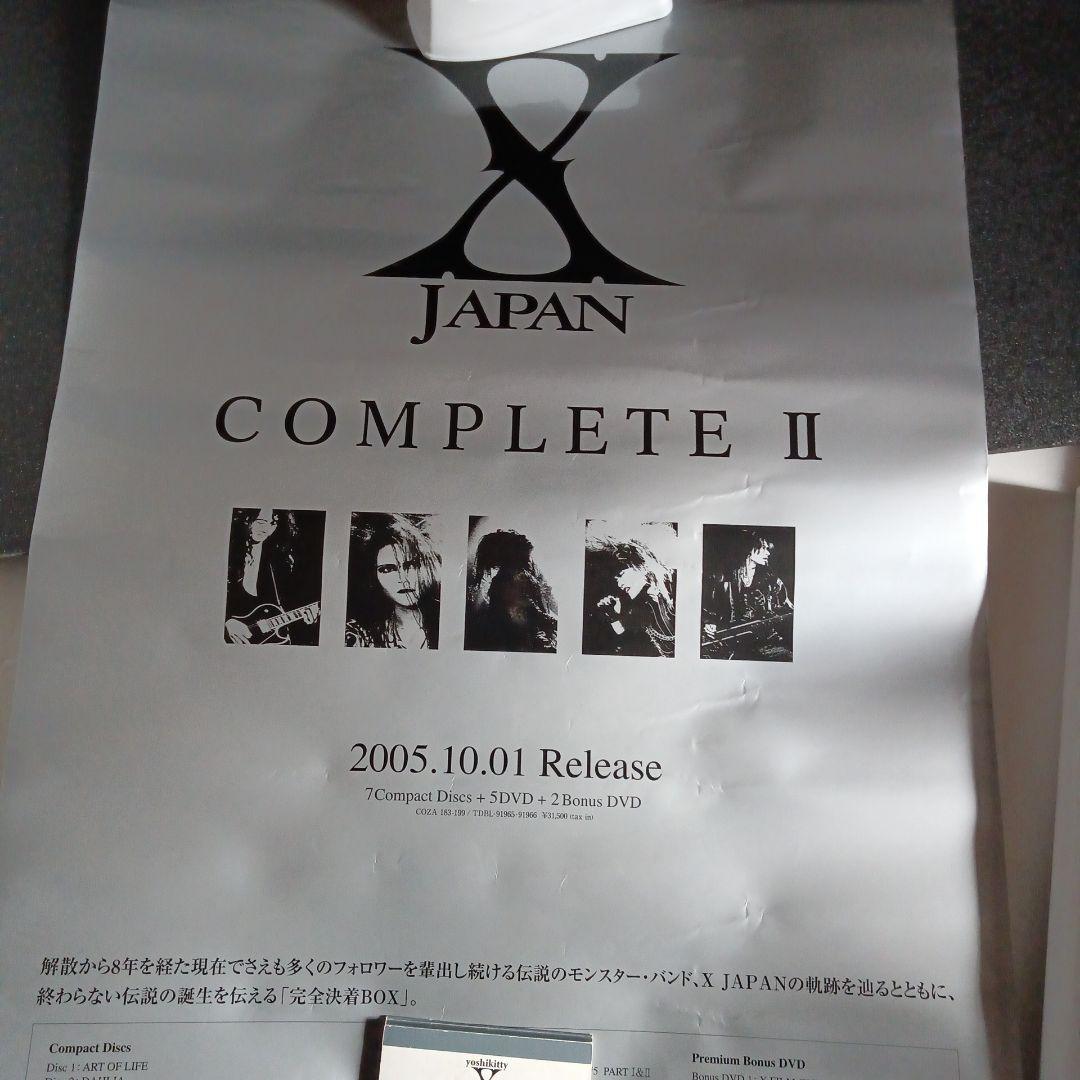 X
JAPAN
COMPLETE II
2005.10.01 Release
7Compact Discs + 5DVD + 2Bonus DVD
COZA 183-199 / TDBL-91965-91966 ¥31,500 (tax in)
解散から8年を経た現在でさえも多くのフォロワーを輩出し続ける伝説のモンスター・バンド、X JAPANの軌跡を辿るとともに、
終わらない伝説の誕生を伝える「完全決着BOX」。
Compact Discs
Disc 1: ART OF LIFE
yoshikitty
X
5 PART I&II
Premium Bonus DVD